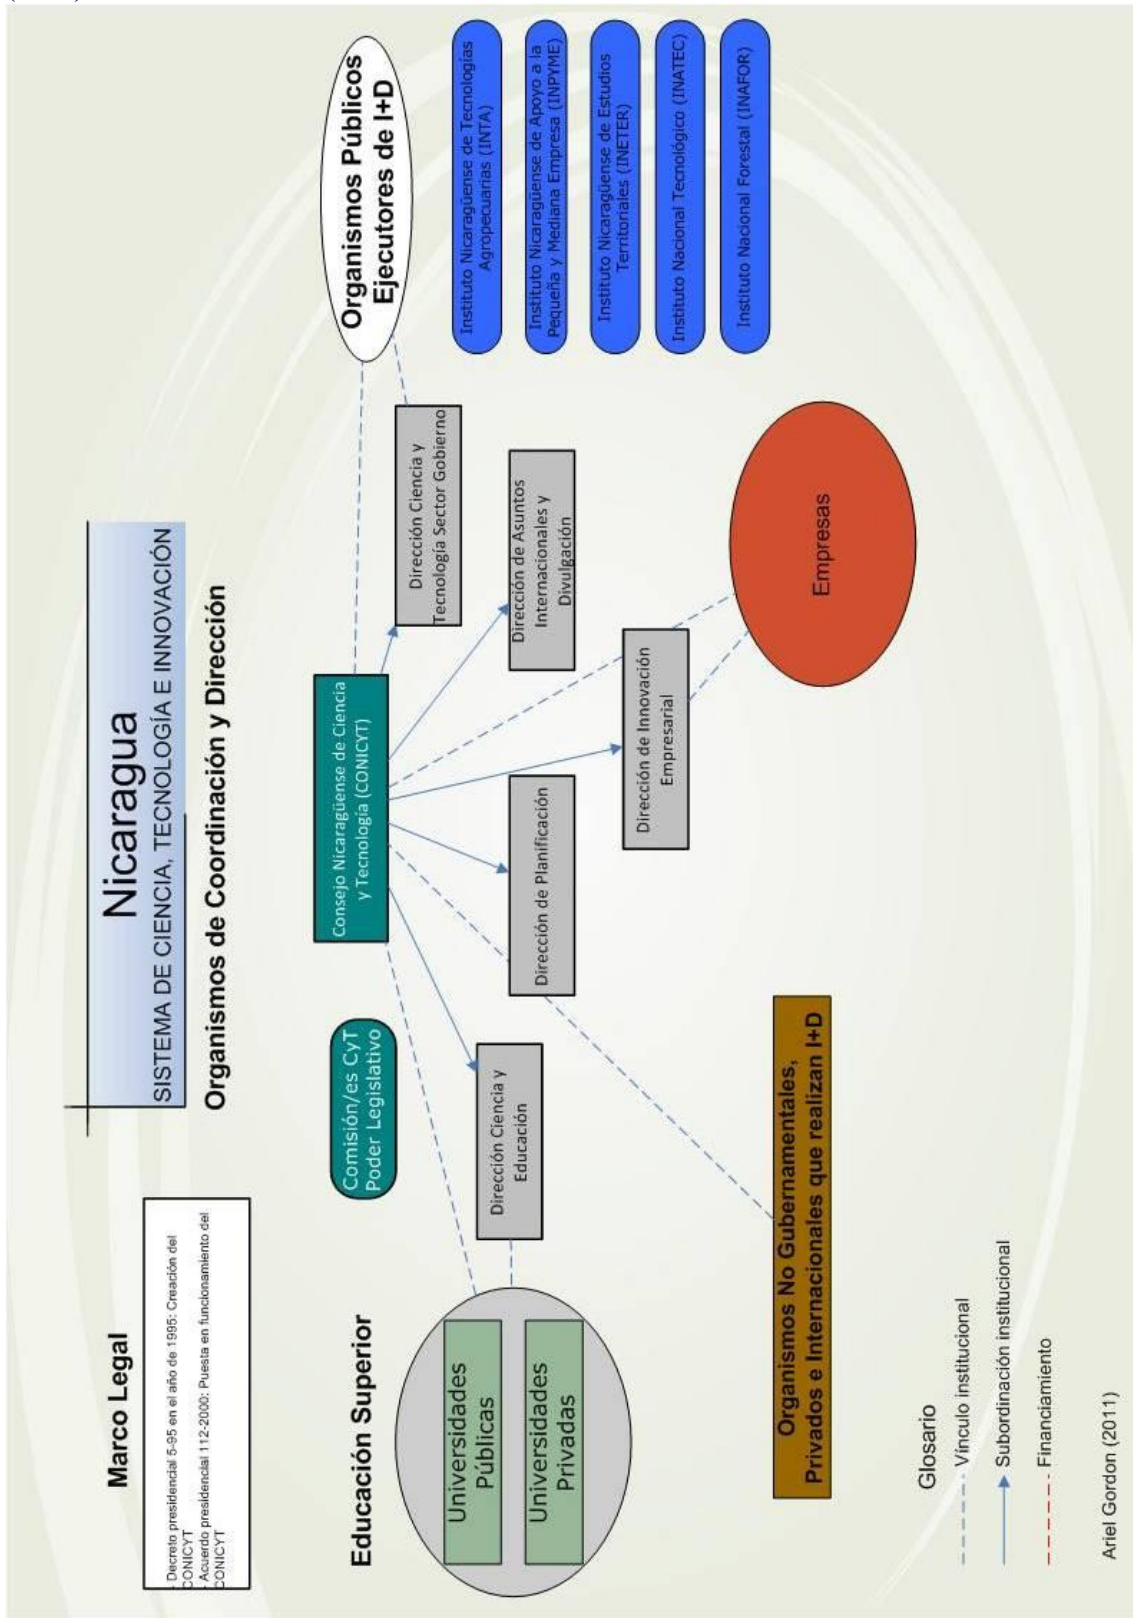 Nicaragua
SISTEMA DE CIENCIA, TECNOLOGÍA E INNOVACIÓN
Marco Legal
- Decreto presidencial 5-95 en el año de 1995: Creación del
CONICYT
- Acuerdo presidencial 112-2000: Puesta en funcionamiento del
CONICYT
Organismos de Coordinación y Dirección
Comisión/es CyT
Poder Legislativo
Consejo Nicaragüense de Ciencia
y Tecnología (CONICYT)
Organismos Públicos
Ejecutores de I+D
Educación Superior
Universidades
Públicas
Universidades
Privadas
Dirección Ciencia y
Educación
Dirección de Planificación
Dirección de Innovación
Empresarial
Dirección de Asuntos
Internacionales y
Divulgación
Dirección Ciencia y
Tecnología Sector Gobierno
Instituto Nicaragüense de Tecnologías
Agropecuarias (INTA)
Instituto Nicaragüense de Apoyo a la
Pequeña y Mediana Empresa (INPYME)
Instituto Nicaragüense de Estudios
Territoriales (INETER)
Instituto Nacional Tecnológico (INATEC)
Instituto Nacional Forestal (INAFOR)
Empresas
Organismos No Gubernamentales,
Privados e Internacionales que realizan I+D
Glosario
Vínculo institucional
Subordinación institucional
Financiamiento
Ariel Gordon (2011)